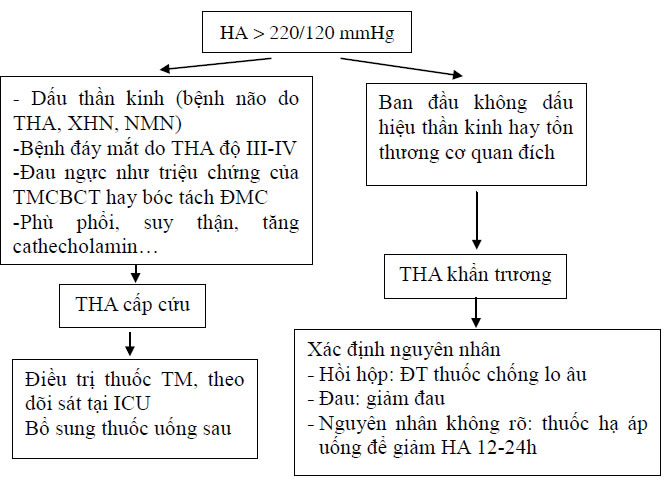 HA > 220/120 mmHg
- Dấu thần kinh (bệnh não do
THA, XHN, NMN)
-Bệnh đáy mắt do THA độ III-IV
-Đau ngực như triệu chứng của
TMCBCT hay bóc tách ĐMC
-Phù phổi, suy thận, tăng
cathecholamin…
THA cấp cứu
Điều trị thuốc TM, theo
dõi sát tại ICU
Bổ sung thuốc uống sau
Ban đầu không dấu
hiệu thần kinh hay tổn
thương cơ quan đích
THA khẩn trương
Xác định nguyên nhân
- Hồi hộp: ĐT thuốc chống lo âu
- Đau: giảm đau
- Nguyên nhân không rõ: thuốc hạ áp
uống để giảm HA 12-24h